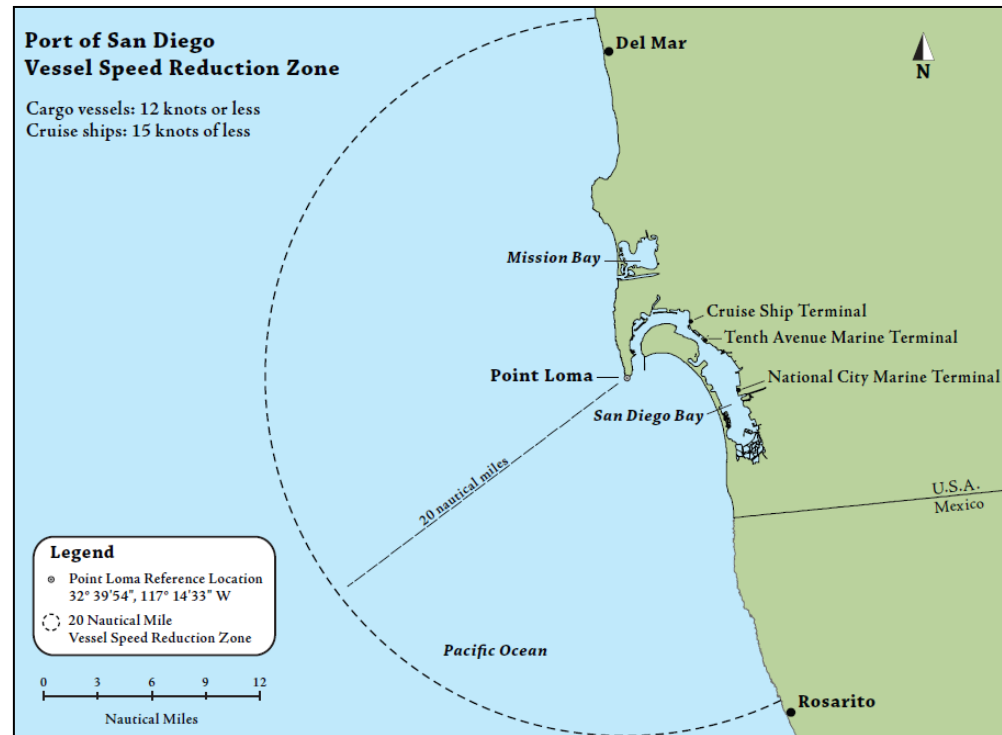 Port of San Diego
Vessel Speed Reduction Zone
Cargo vessels: 12 knots or less
Cruise ships: 15 knots of less
Del Mar
N
Mission Bay
Cruise Ship Terminal
Tenth Avenue Marine Terminal
Point Loma
National City Marine Terminal
San Diego Bay
20 nautical miles
U.S.A.
Mexico
Legend
Point Loma Reference Location
32° 39'54", 117° 14'33" W
20 Nautical Mile
Vessel Speed Reduction Zone
Pacific Ocean
0 3 6 9 12
Nautical Miles
Rosarito